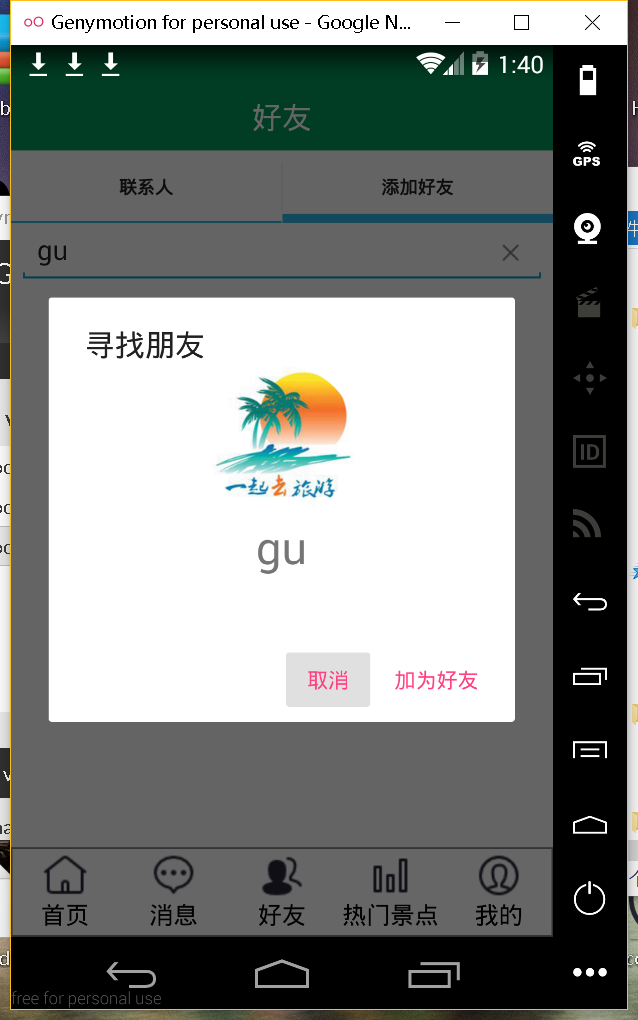 Genymotion for personal use - Google N...
1:40
好友
GPS
联系人
添加好友
gu
寻找朋友
ID
一起去旅游
gu
取消
加为好友
首页
消息
好友
热门景点
我的
free for personal use